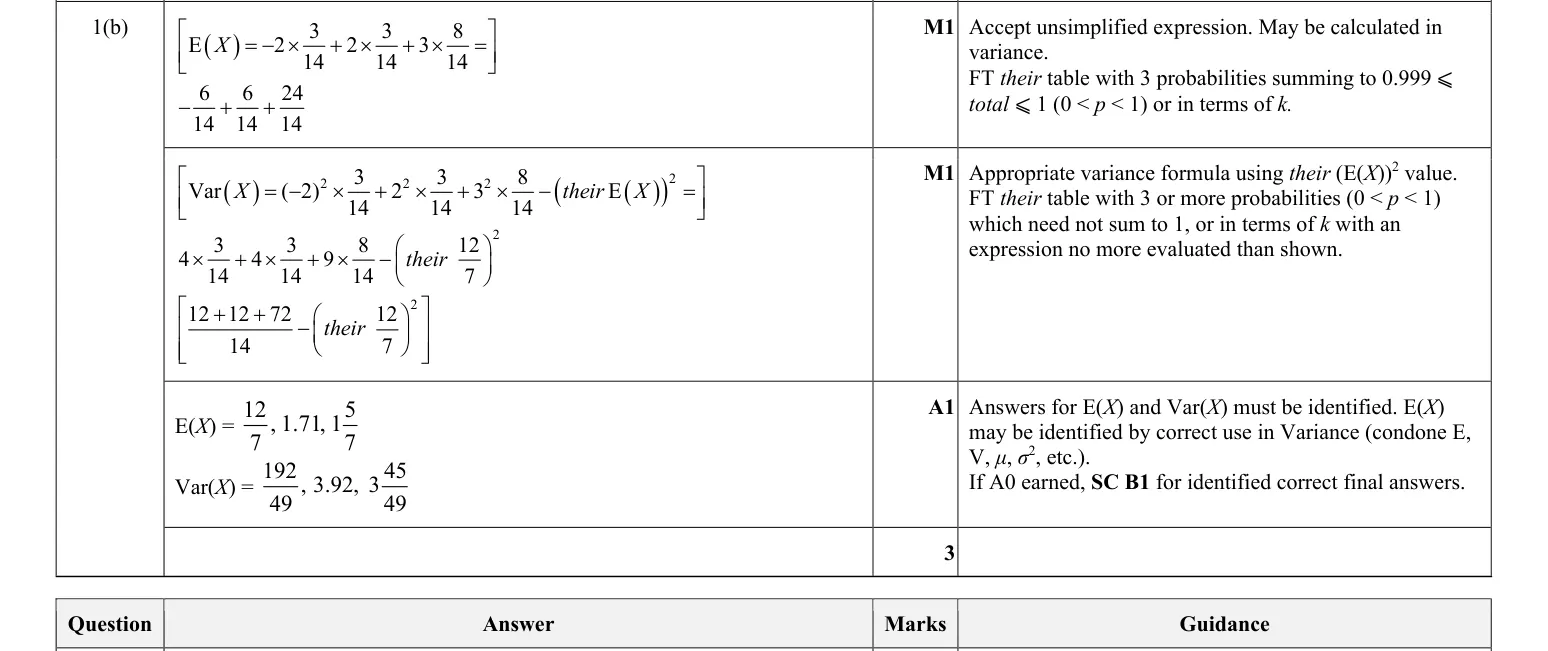 1(b)
[E(X) = −2 × 3/14 + 2 × 3/14 + 3 × 8/14 =]
−6/14 + 6/14 + 24/14
M1
Accept unsimplified expression. May be calculated in
variance.
FT their table with 3 probabilities summing to 0.999 ⩽
total ⩽ 1 (0 < p < 1) or in terms of k.
[Var(X) = (−2)² × 3/14 + 2² × 3/14 + 3² × 8/14 − (their E(X))² =]
4 × 3/14 + 4 × 3/14 + 9 × 8/14 − (their 12/7)²
[(12 + 12 + 72)/14 − (their 12/7)²]
M1
Appropriate variance formula using their (E(X))² value.
FT their table with 3 or more probabilities (0 < p < 1)
which need not sum to 1, or in terms of k with an
expression no more evaluated than shown.
E(X) = 12/7, 1.71, 1 5/7
Var(X) = 192/49, 3.92, 3 45/49
A1
Answers for E(X) and Var(X) must be identified. E(X)
may be identified by correct use in Variance (condone E,
V, μ, σ², etc.).
If A0 earned, SC B1 for identified correct final answers.
3
Question Answer Marks Guidance